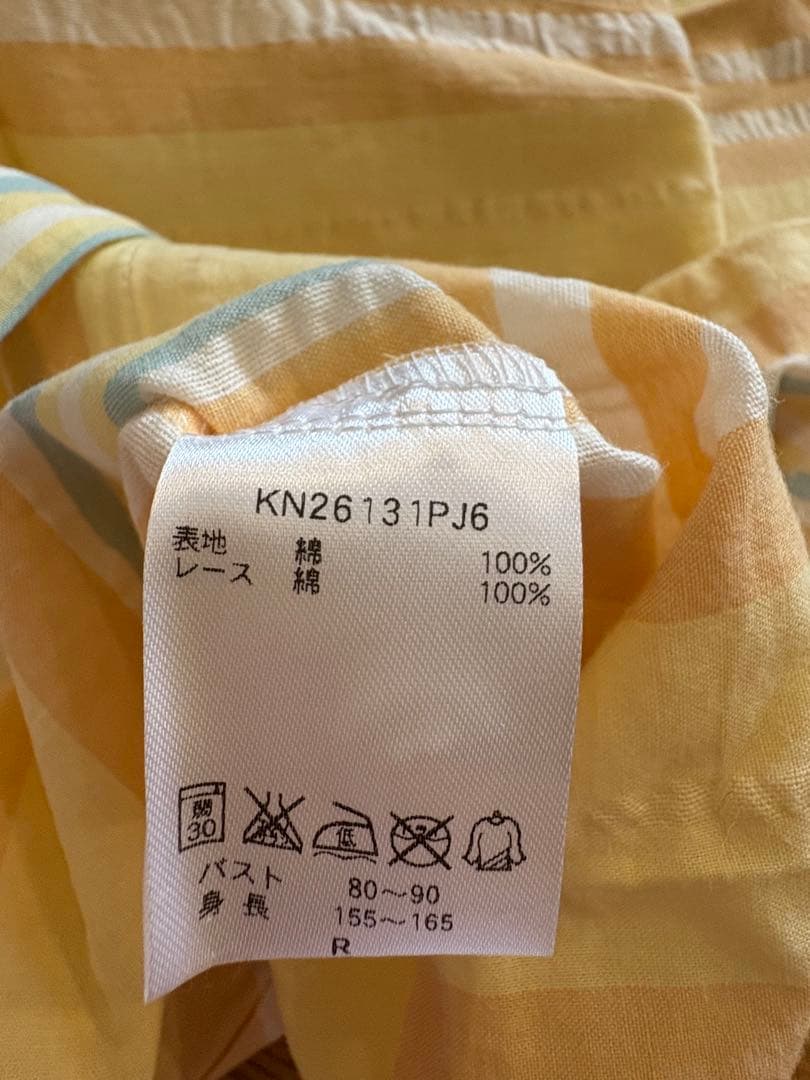 KN26131PJ6
表地 綿 100%
レース 綿 100%
30 低
バスト 80～90
身長 155～165
R